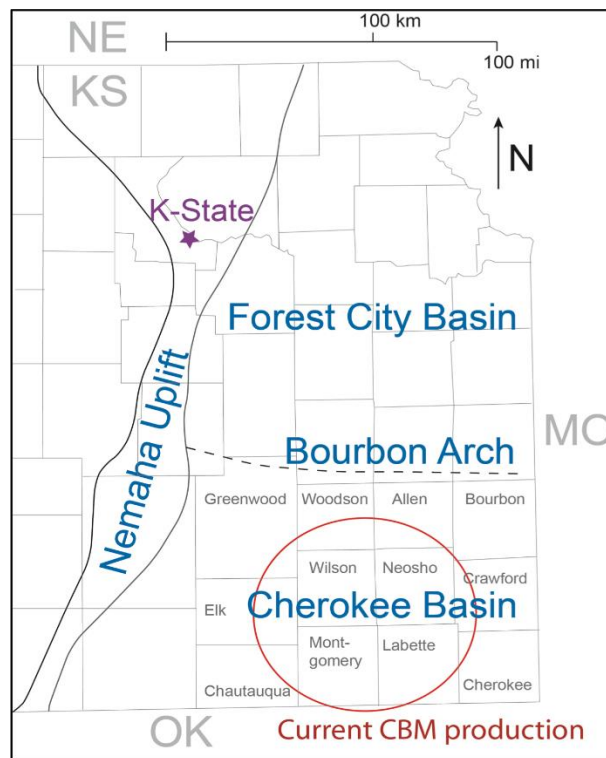 NE
100 km
100 mi
KS
N
K-State
Forest City Basin
Nemaha Uplift
Bourbon Arch
MO
Greenwood
Woodson
Allen
Bourbon
Wilson
Neosho
Crawford
Elk
Cherokee Basin
Mont-
gomery
Labette
Chautauqua
Cherokee
OK
Current CBM production